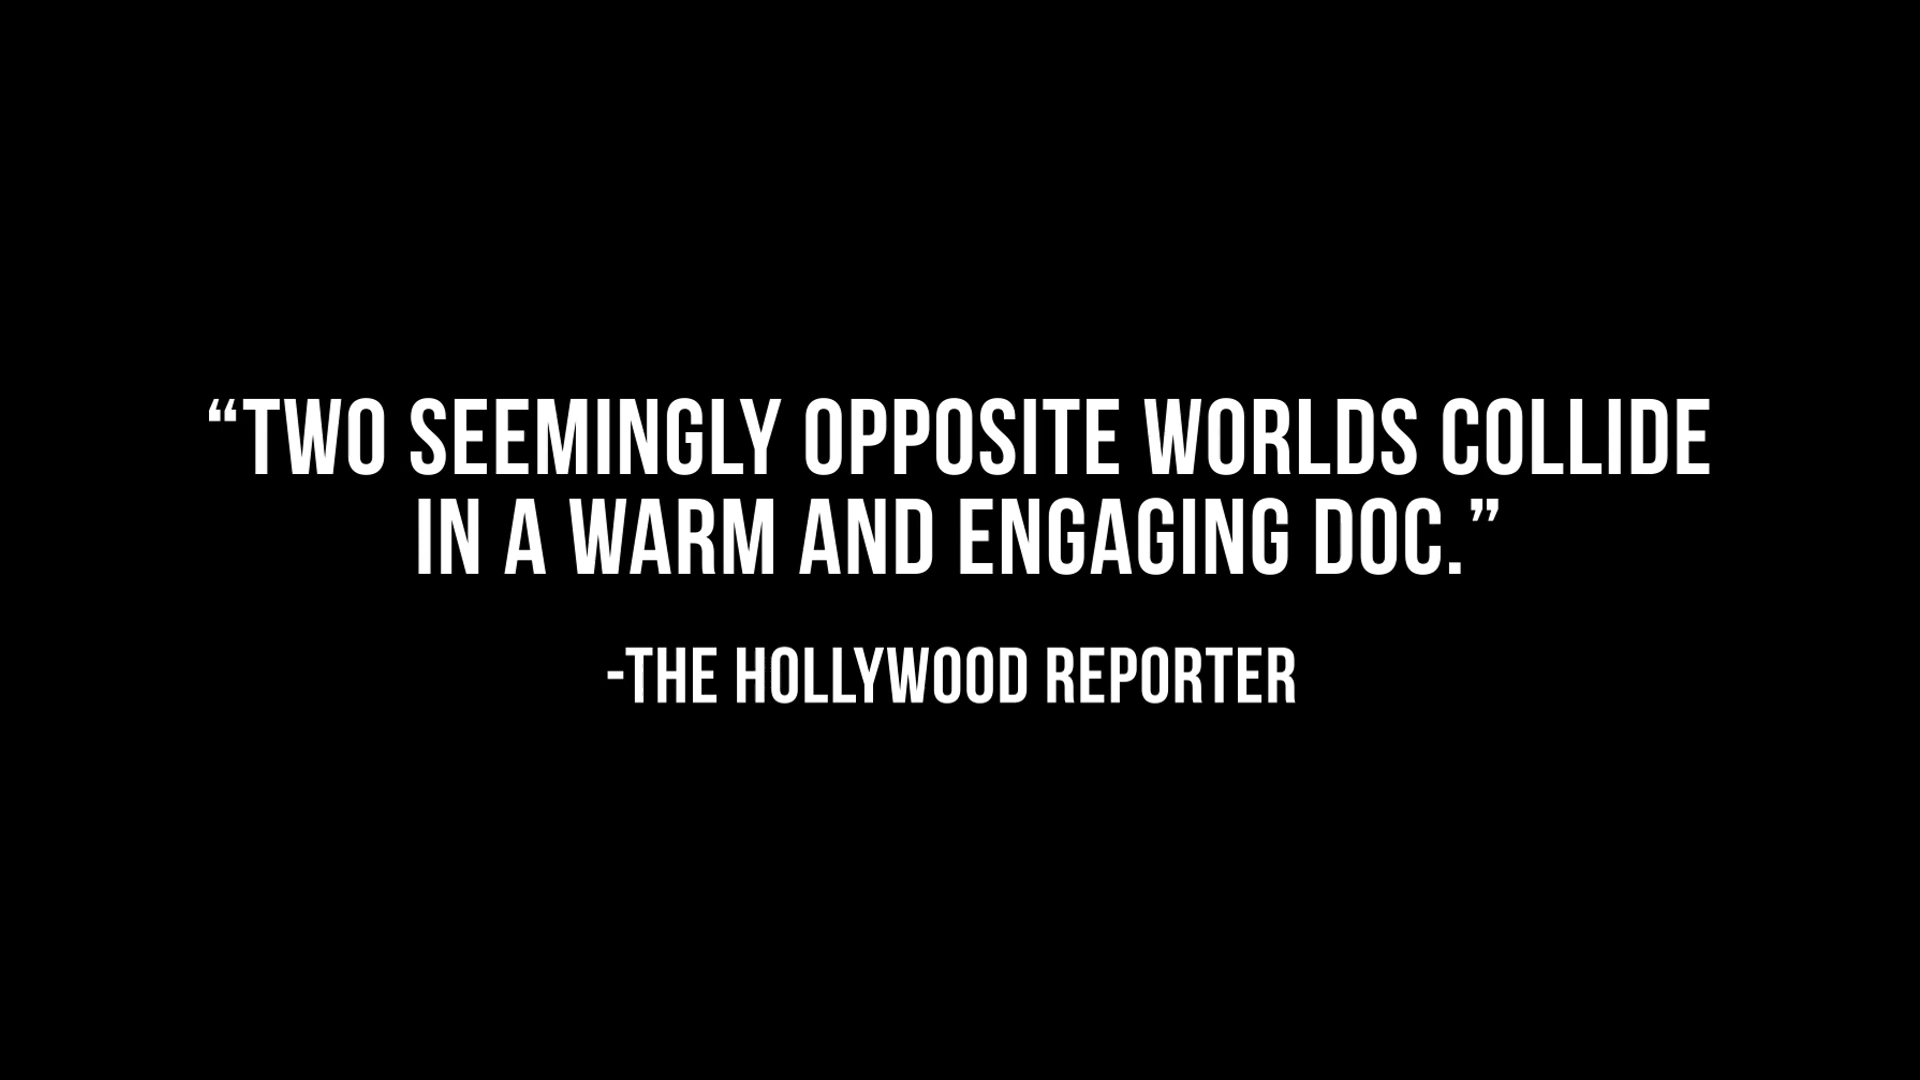 “TWO SEEMINGLY OPPOSITE WORLDS COLLIDE
IN A WARM AND ENGAGING DOC.”
-THE HOLLYWOOD REPORTER